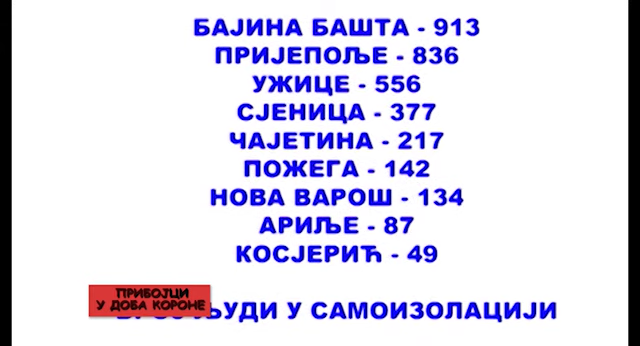 БАЈИНА БАШТА - 913
ПРИЈЕПОЉЕ - 836
УЖИЦЕ - 556
СЈЕНИЦА - 377
ЧАЈЕТИНА - 217
ПОЖЕГА - 142
НОВА ВАРОШ - 134
АРИЉЕ - 87
КОСЈЕРИЋ - 49
ПРИБОЈЦИ
У ДОБА КОРОНЕ
ЉУДИ У САМОИЗОЛАЦИЈИ